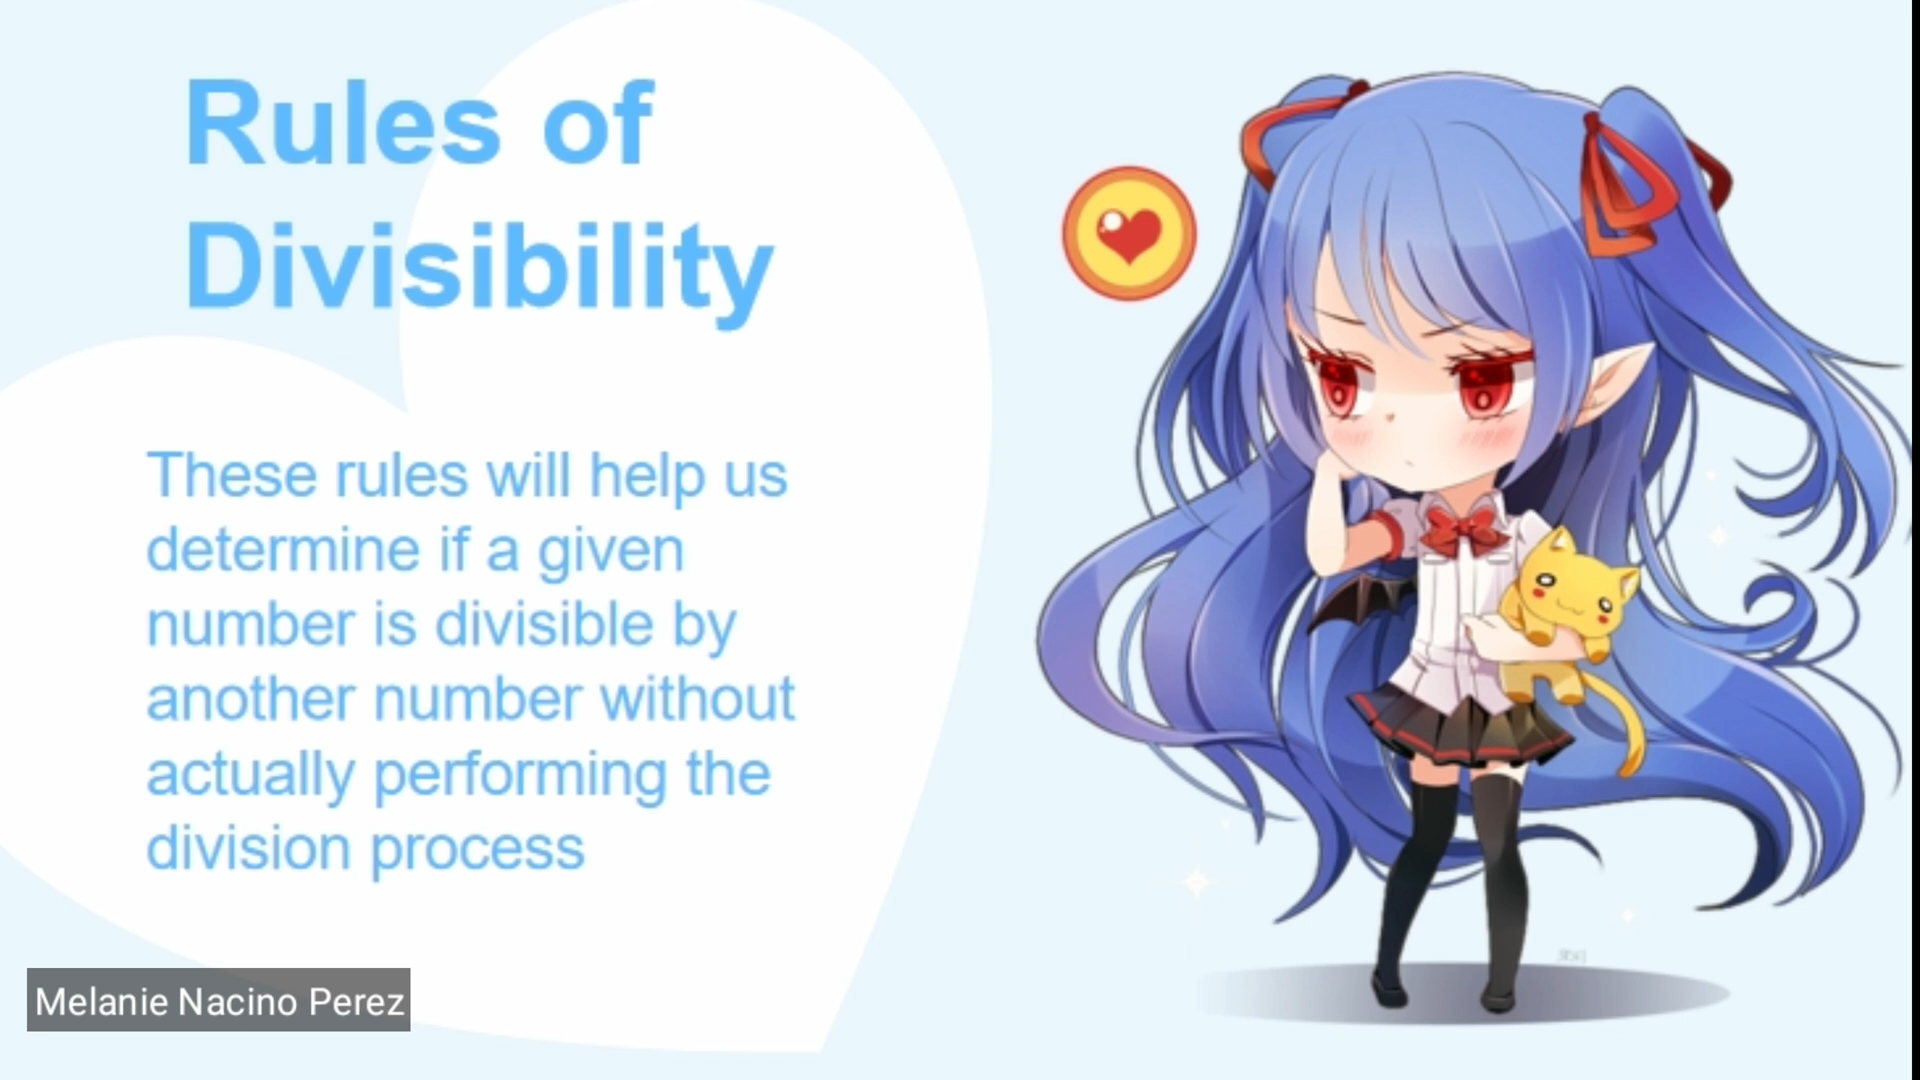 Rules of
Divisibility
These rules will help us
determine if a given
number is divisible by
another number without
actually performing the
division process
Melanie Nacino Perez